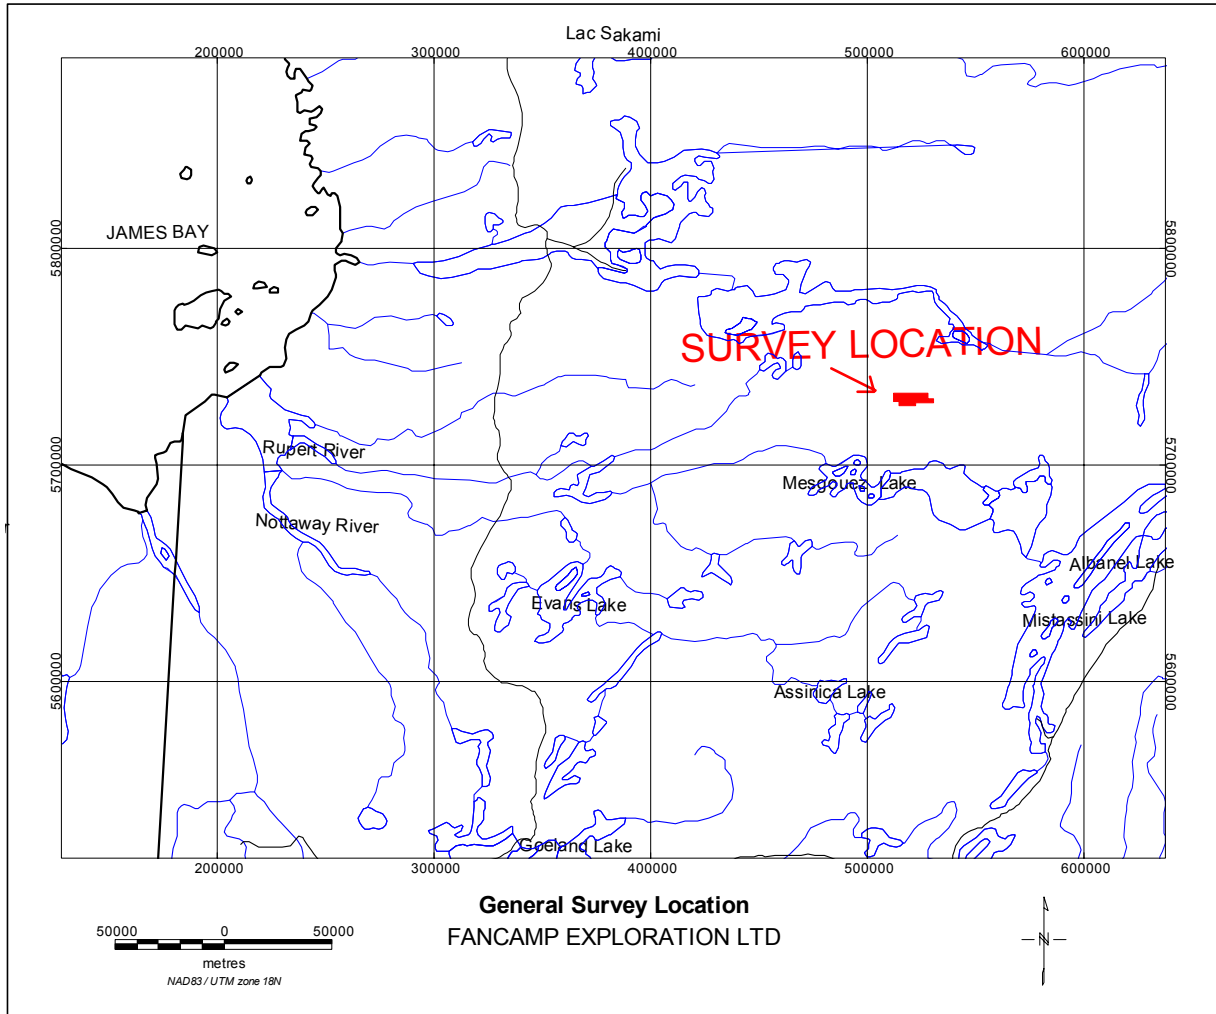 Lac Sakami
200000 300000 400000 500000 600000
JAMES BAY
5800000 5800000
SURVEY LOCATION
Rupert River
5700000 5700000
Mesgouez Lake
Nottaway River
Albanel Lake
Evans Lake
Mistassini Lake
5600000 5600000
Assinica Lake
Goeland Lake
200000 300000 400000 500000 600000
General Survey Location
FANCAMP EXPLORATION LTD
50000 0 50000
metres
NAD83 / UTM zone 18N
N